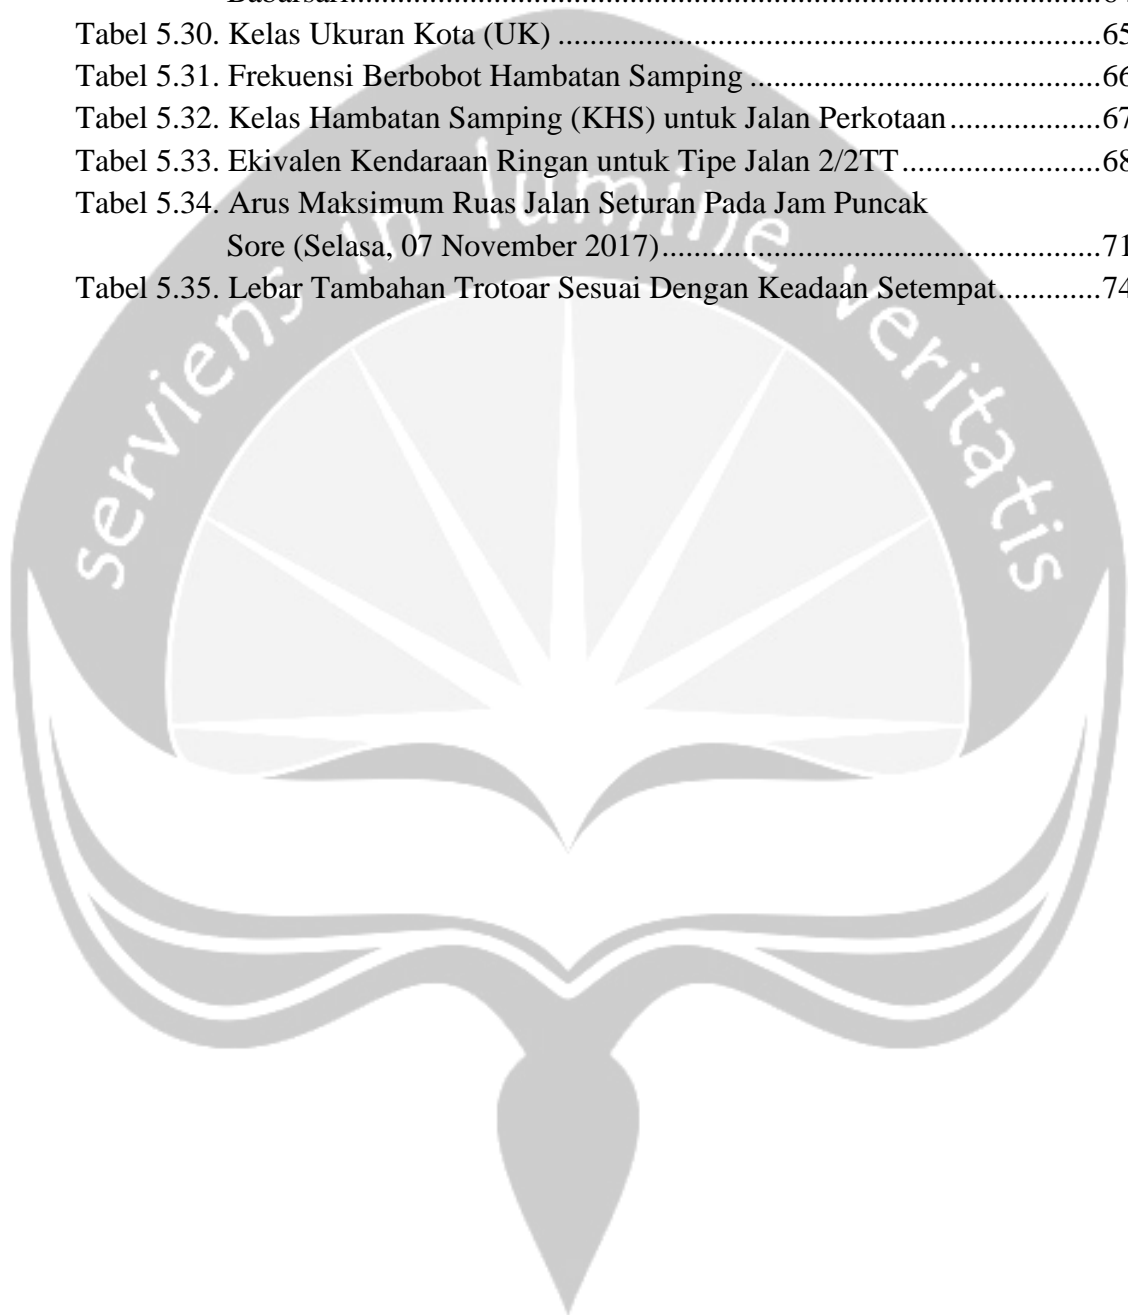 Babarsari
Tabel 5.30. Kelas Ukuran Kota (UK) ....................................................................65
Tabel 5.31. Frekuensi Berbobot Hambatan Samping ............................................66
Tabel 5.32. Kelas Hambatan Samping (KHS) untuk Jalan Perkotaan...................67
Tabel 5.33. Ekivalen Kendaraan Ringan untuk Tipe Jalan 2/2TT.........................68
Tabel 5.34. Arus Maksimum Ruas Jalan Seturan Pada Jam Puncak
Sore (Selasa, 07 November 2017).......................................................71
Tabel 5.35. Lebar Tambahan Trotoar Sesuai Dengan Keadaan Setempat.............74
serviens in lumine veritatis